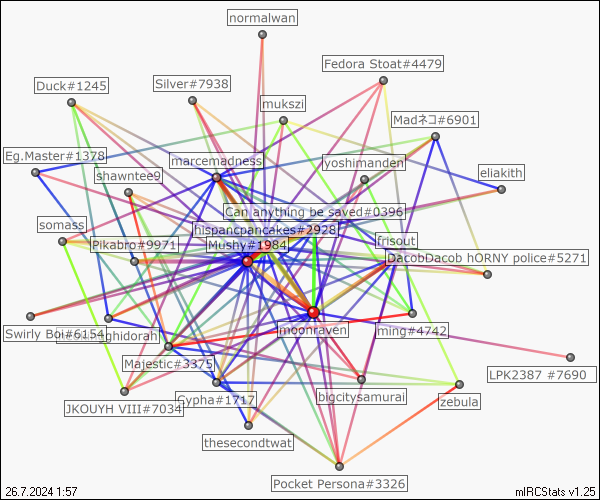 normalwan
Fedora Stoat#4479
Silver#7938
Duck#1245
mukszi
Madネコ#6901
Eg.Master#1378
marcemadness
yoshimanden
shawntee9
eliakith
Can anything be saved#0396
somass
hispancpancakes#2928
frisout
Pikabro#9971
Mushy#1984
DacobDacob hORNY police#5271
Swirly Boi#6154
ghidorah
moonraven
ming#4742
Majestic#3375
LPK2387 #7690
JKOUYH VIII#7034
Cypha#1717
bigcitysamurai
zebula
thesecondtwat
Pocket Persona#3326
26.7.2024 1:57
mIRCStats v1.25